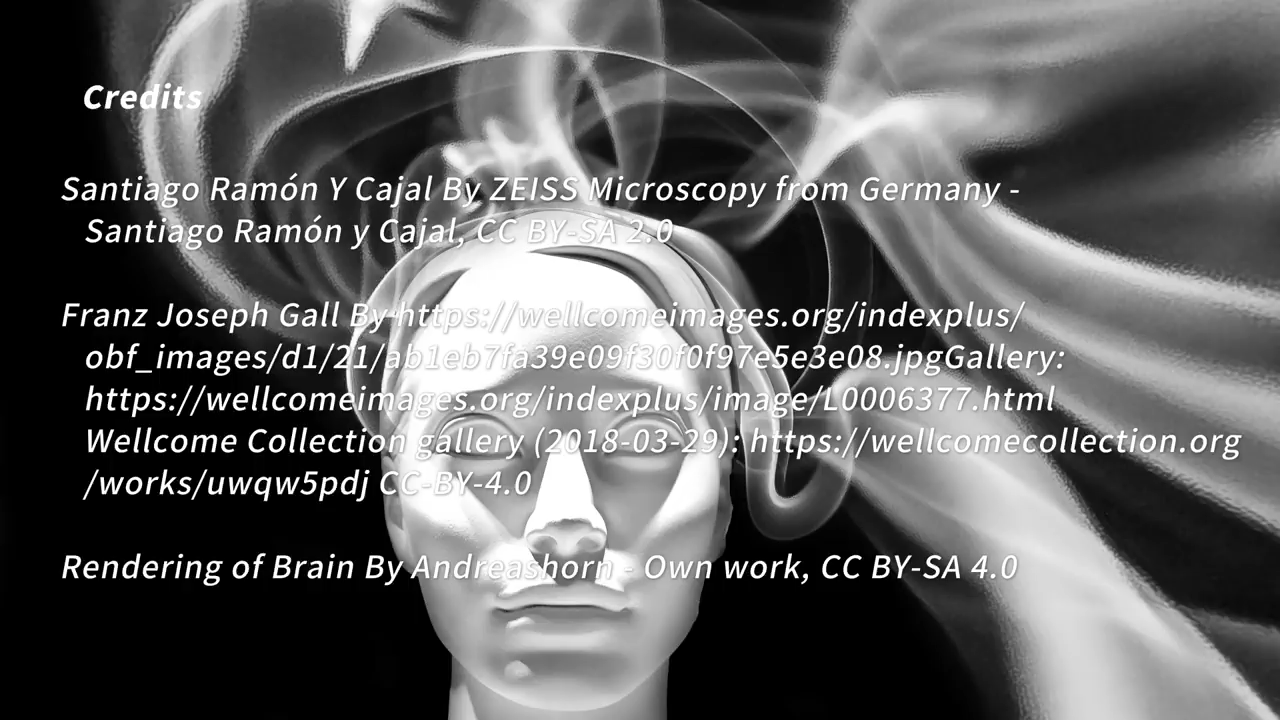 Credits
Santiago Ramón Y Cajal By ZEISS Microscopy from Germany -
Santiago Ramón y Cajal, CC BY-SA 2.0
Franz Joseph Gall By https://wellcomeimages.org/indexplus/
obf_images/d1/21/ab1eb7fa39e09f30f0f97e5e3e08.jpgGallery:
https://wellcomeimages.org/indexplus/image/L0006377.html
Wellcome Collection gallery (2018-03-29): https://wellcomecollection.org
/works/uwqw5pdj CC-BY-4.0
Rendering of Brain By Andreashorn - Own work, CC BY-SA 4.0